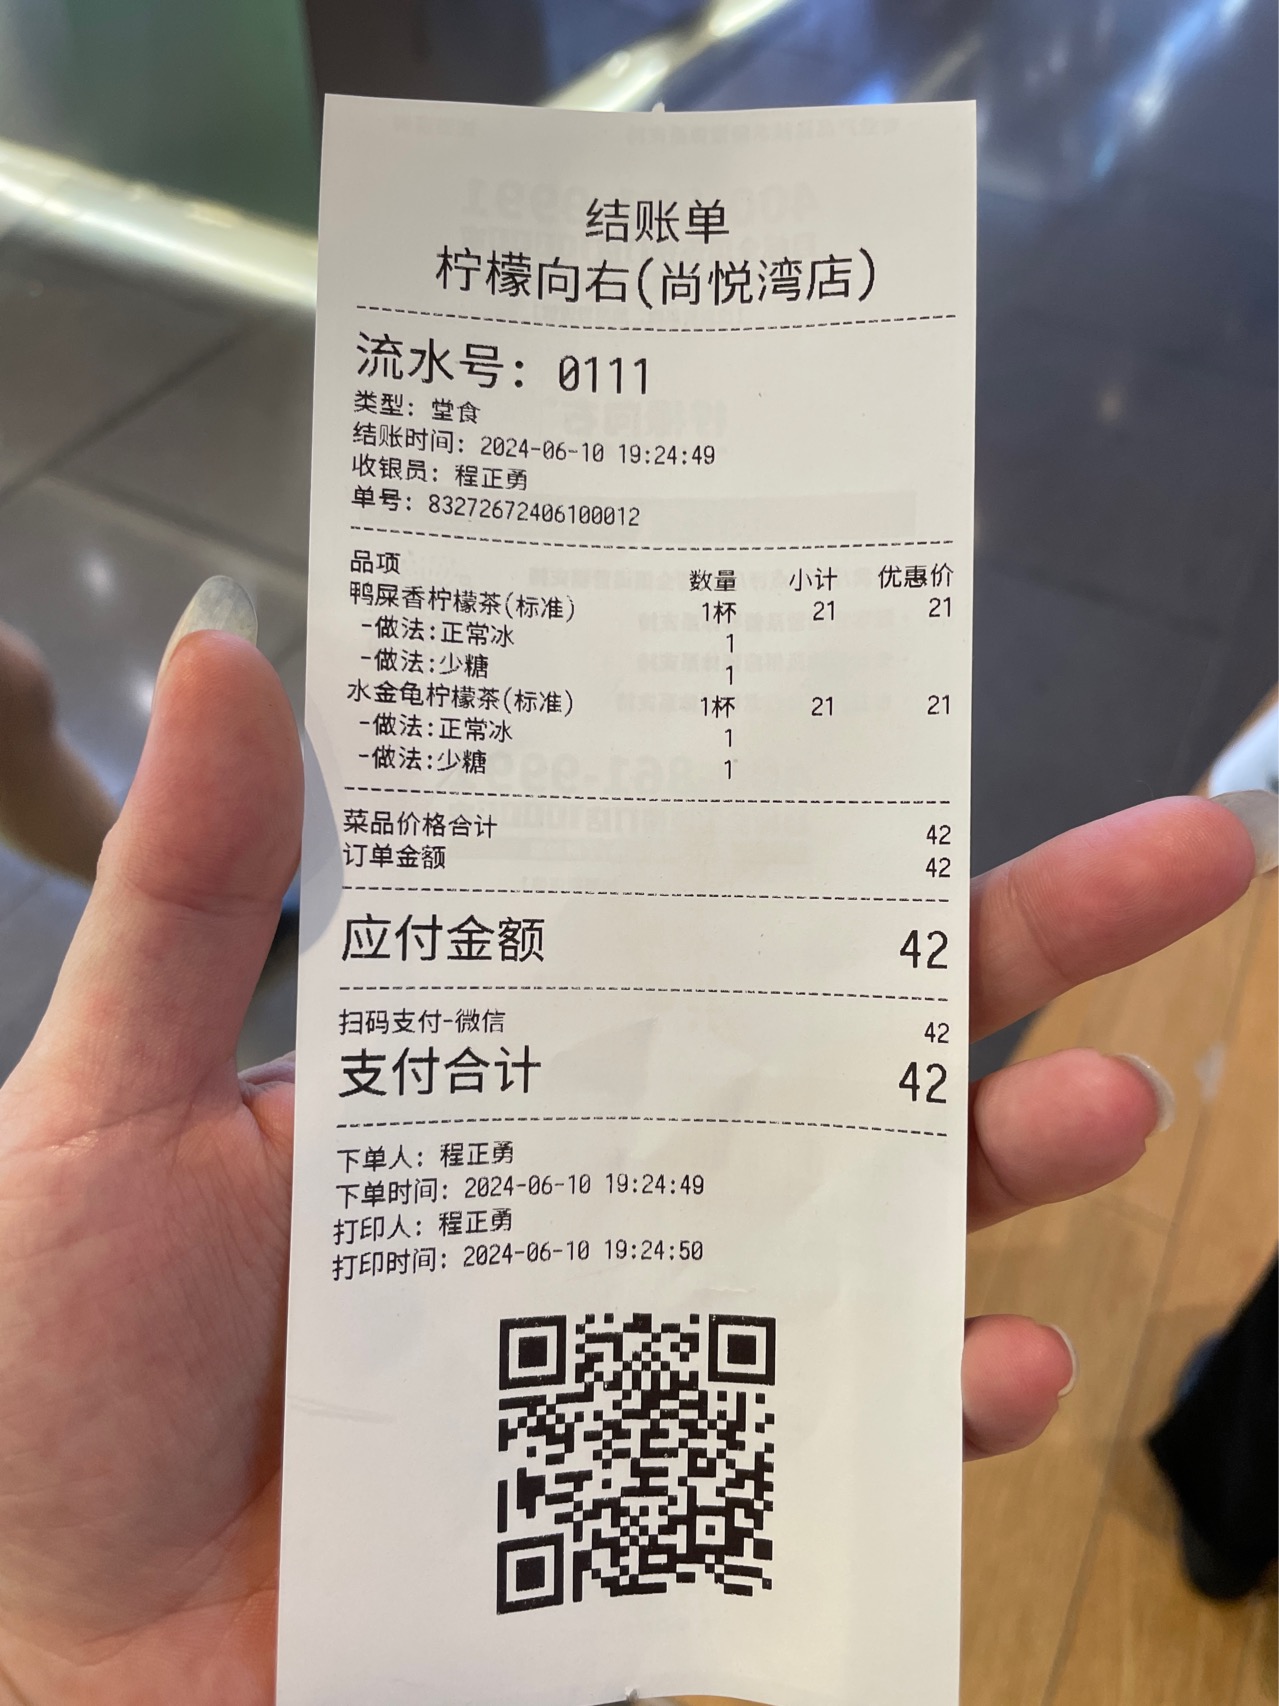 结账单
柠檬向右(尚悦湾店)
流水号: 0111
类型: 堂食
结账时间: 2024-06-10 19:24:49
收银员: 程正勇
单号: 83272672406100012
品项 数量 小计 优惠价
鸭屎香柠檬茶(标准) 1杯 21 21
-做法:正常冰 1
-做法:少糖 1
水金龟柠檬茶(标准) 1杯 21 21
-做法:正常冰 1
-做法:少糖 1
菜品价格合计 42
订单金额 42
应付金额 42
扫码支付-微信 42
支付合计 42
下单人: 程正勇
下单时间: 2024-06-10 19:24:49
打印人: 程正勇
打印时间: 2024-06-10 19:24:50